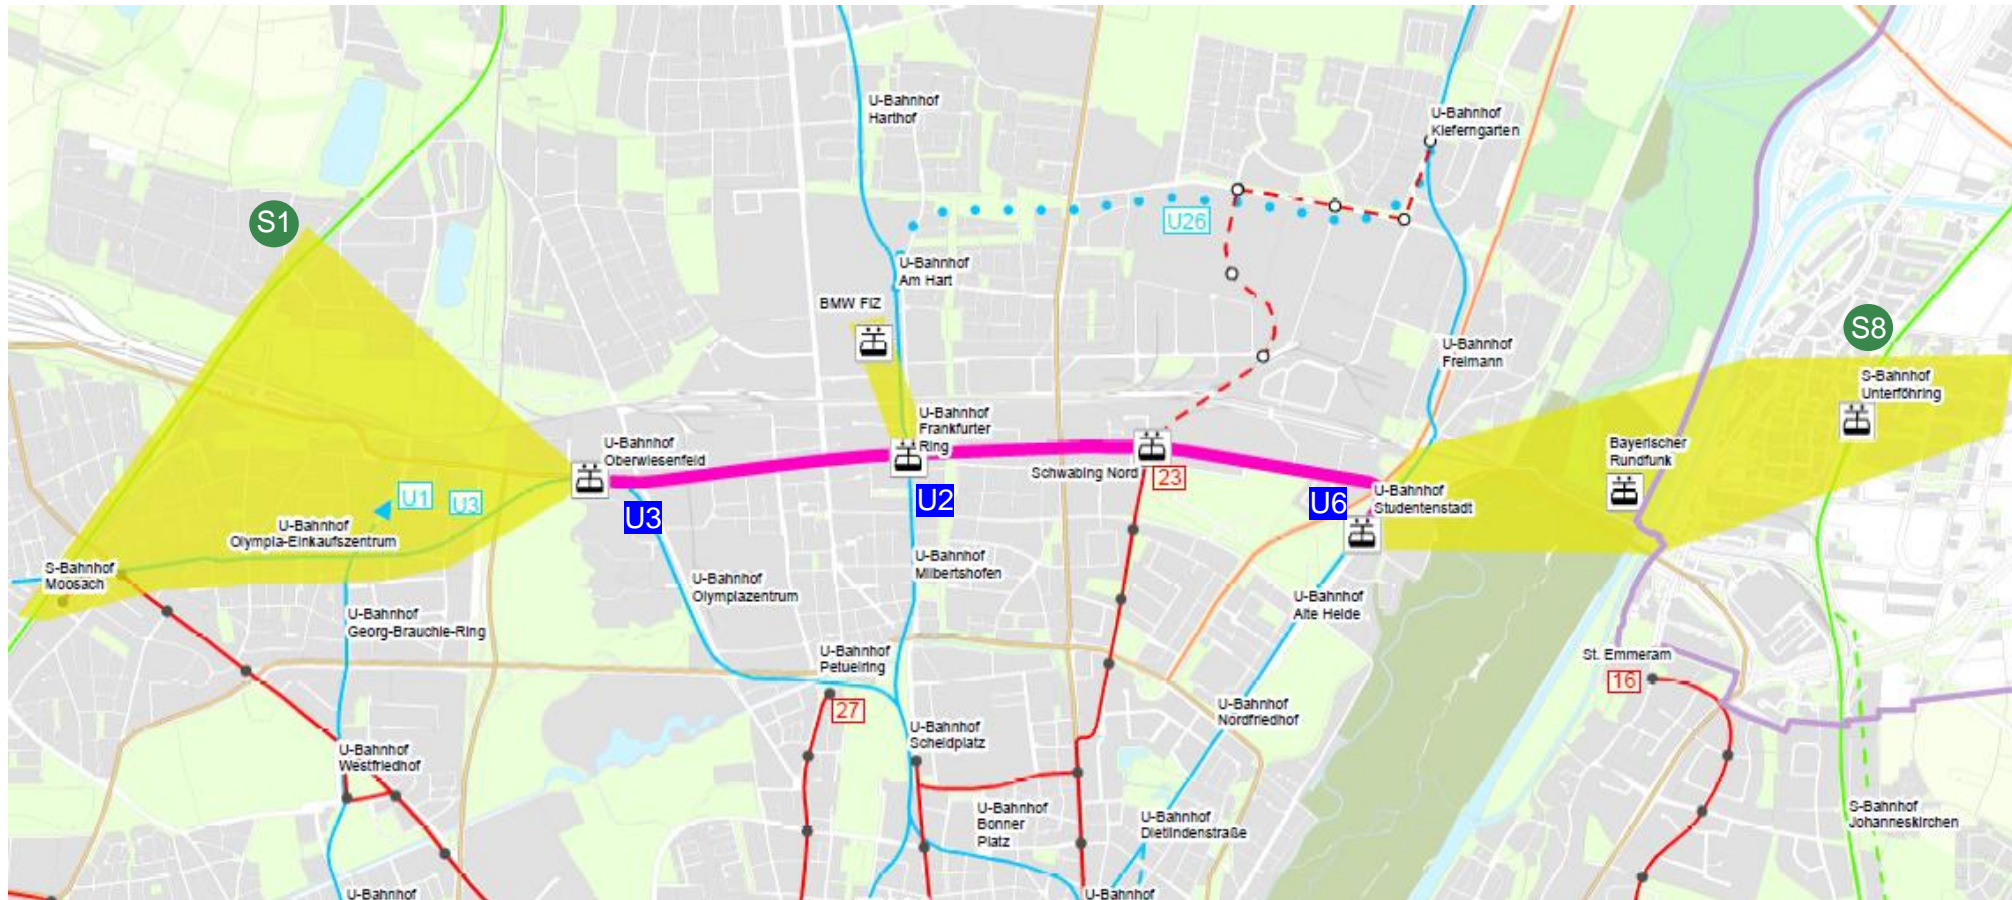 U-Bahnhof
Harthof
U-Bahnhof
Kieferngarten
S1
U26
U-Bahnhof
Am Hart
BMW FIZ
U-Bahnhof
Freimann
S8
S-Bahnhof
Unterföhring
U-Bahnhof
Frankfurter
Ring
U-Bahnhof
Oberwiesenfeld
Bayerischer
Rundfunk
Schwabing Nord
23
U1
U3
U3
U2
U6
U-Bahnhof
Studentenstadt
U-Bahnhof
Olympia-Einkaufszentrum
S-Bahnhof
Moosach
U-Bahnhof
Milbertshofen
U-Bahnhof
Olympiazentrum
U-Bahnhof
Alte Heide
U-Bahnhof
Georg-Brauchle-Ring
U-Bahnhof
Petuelring
27
St. Emmeram
16
U-Bahnhof
Nordfriedhof
U-Bahnhof
Scheidplatz
U-Bahnhof
Westfriedhof
U-Bahnhof
Bonner
Platz
U-Bahnhof
Dietlindenstraße
S-Bahnhof
Johanneskirchen
U-Bahnhof
U-Bahnhof